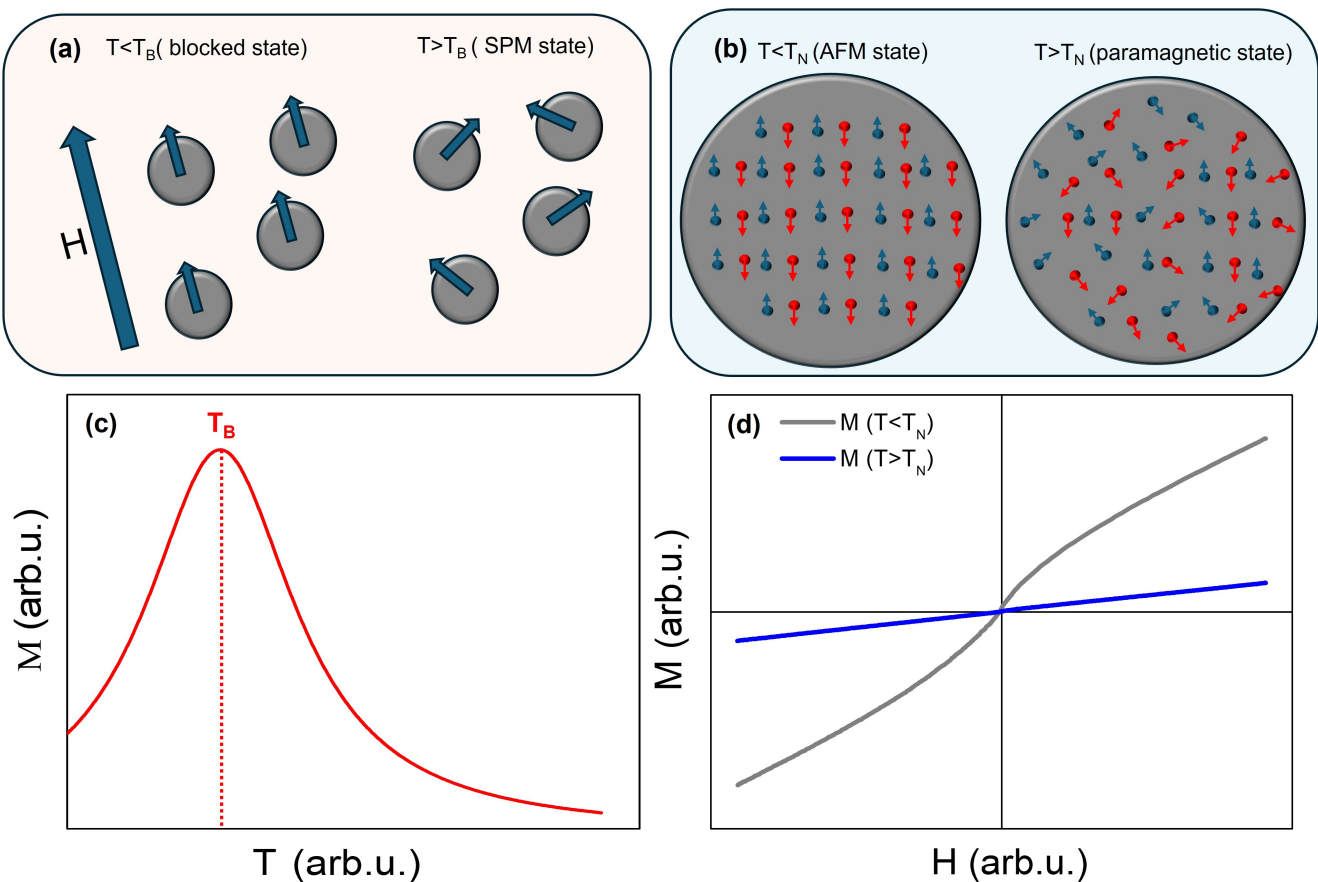 (a)
T<T_B( blocked state)
T>T_B ( SPM state)
H
(b)
T<T_N (AFM state)
T>T_N (paramagnetic state)
(c)
T_B
M (arb.u.)
T (arb.u.)
(d)
M (T<T_N)
M (T>T_N)
M (arb.u.)
H (arb.u.)